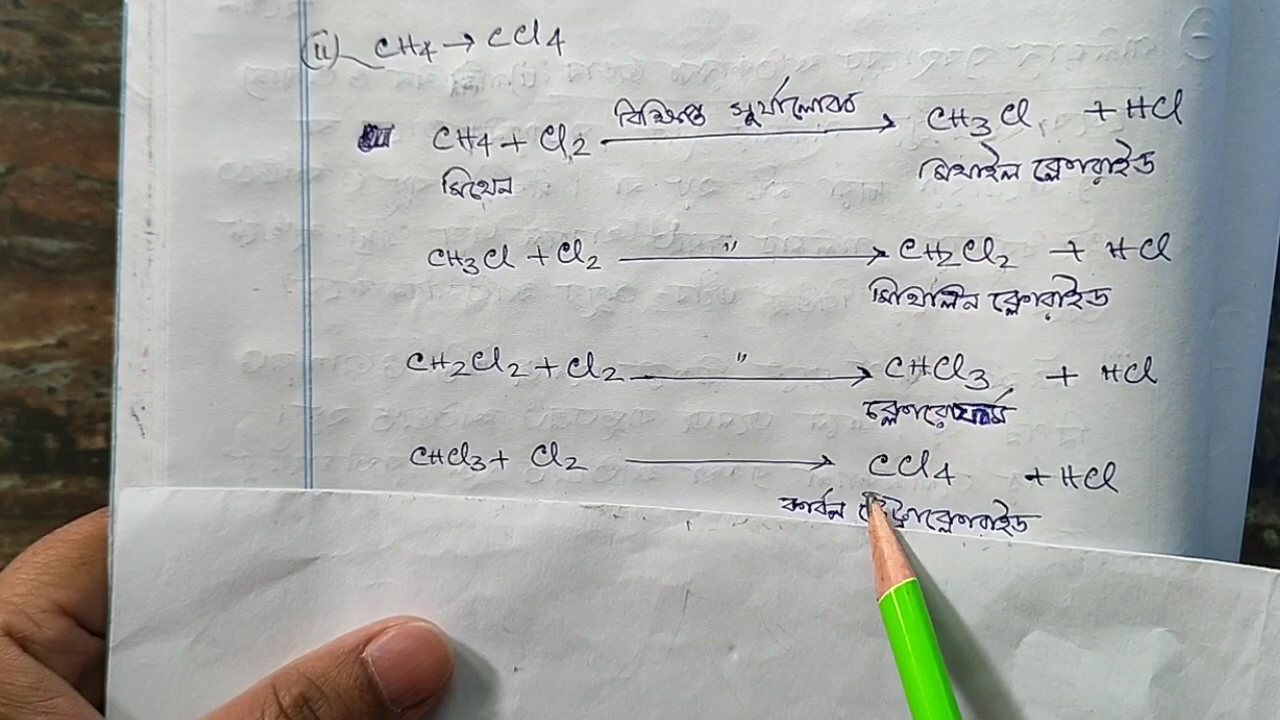 (ii) CH4 → CCl4
CH4 + Cl2 বিক্ষিপ্ত সূর্যালোক → CH3Cl + HCl
মিথেন মিথাইল ক্লোরাইড
CH3Cl + Cl2 " → CH2Cl2 + HCl
মিথিলিন ক্লোরাইড
CH2Cl2 + Cl2 " → CHCl3 + HCl
ক্লোরোফর্ম
CHCl3 + Cl2 → CCl4 + HCl
কার্বন টেট্রাক্লোরাইড